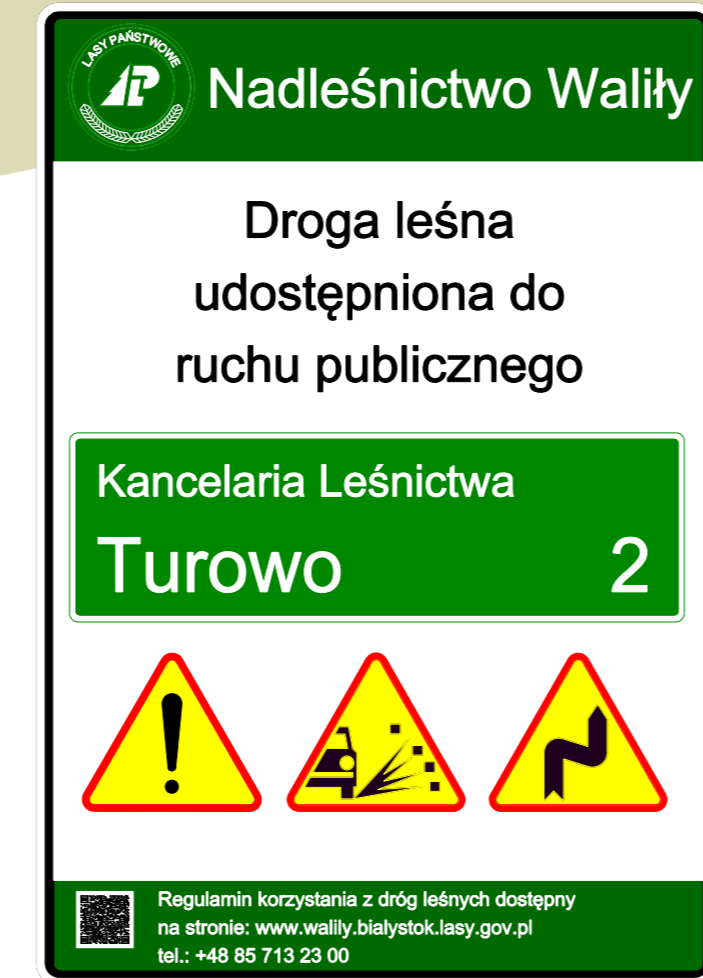 LASY PAŃSTWOWE
Nadleśnictwo Waliły
Droga leśna
udostępniona do
ruchu publicznego
Kancelaria Leśnictwa
Turowo 2
Regulamin korzystania z dróg leśnych dostępny
na stronie: www.walily.bialystok.lasy.gov.pl
tel.: +48 85 713 23 00